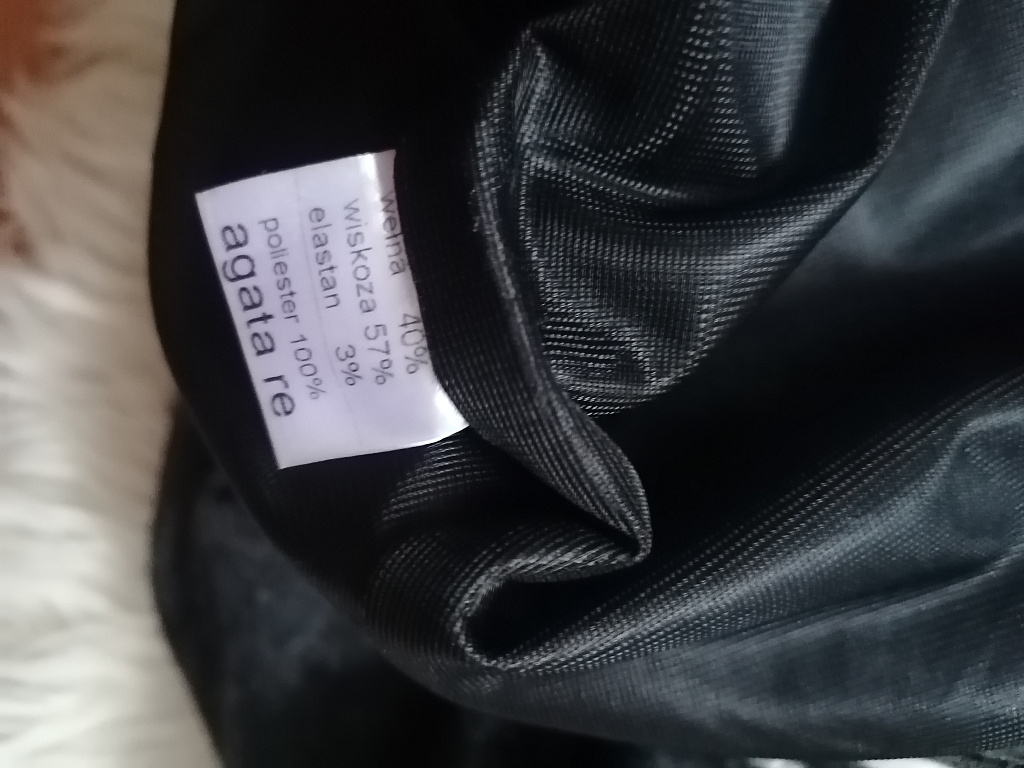 wełna 40%
wiskoza 57%
elastan 3%
poliester 100%
agata re